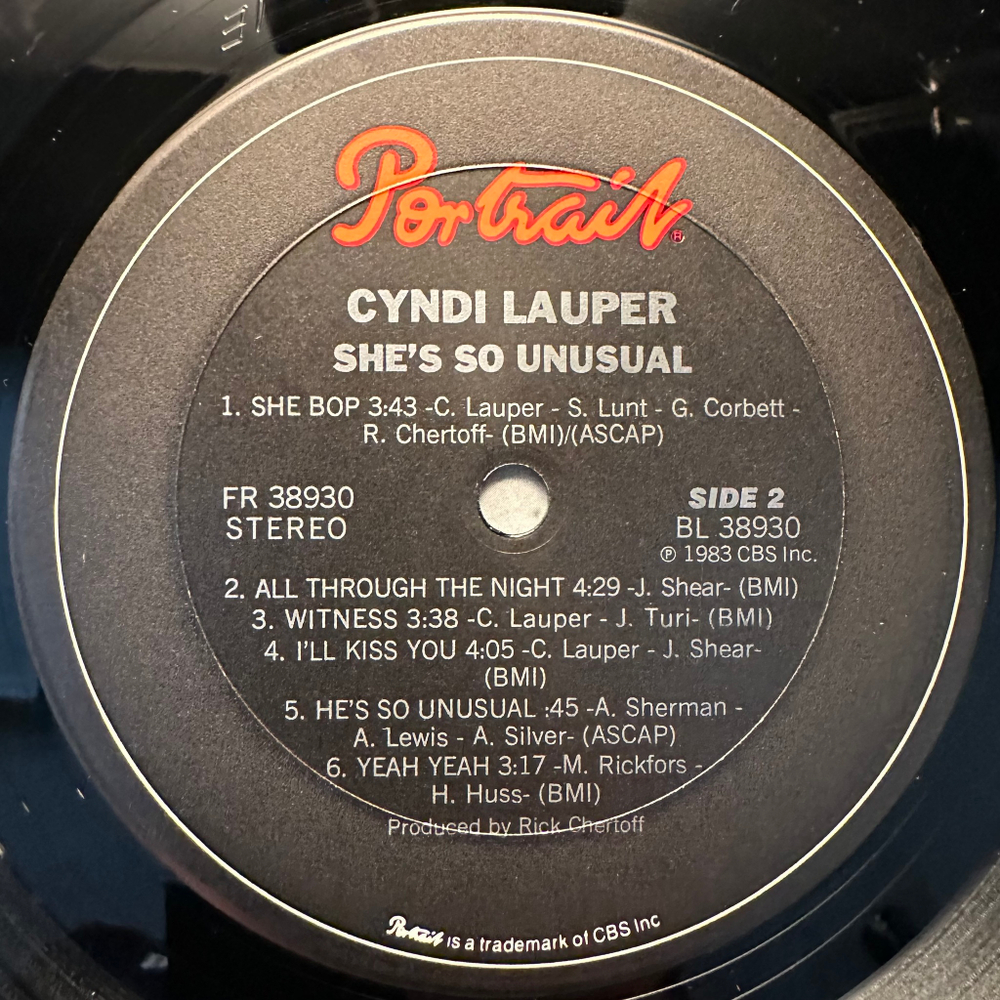 Portrait®
CYNDI LAUPER
SHE'S SO UNUSUAL
1. SHE BOP 3:43 -C. Lauper - S. Lunt - G. Corbett -
R. Chertoff- (BMI)/(ASCAP)
FR 38930
STEREO
SIDE 2
BL 38930
℗ 1983 CBS Inc.
2. ALL THROUGH THE NIGHT 4:29 -J. Shear- (BMI)
3. WITNESS 3:38 -C. Lauper - J. Turi- (BMI)
4. I'LL KISS YOU 4:05 -C. Lauper - J. Shear-
(BMI)
5. HE'S SO UNUSUAL :45 -A. Sherman -
A. Lewis - A. Silver- (ASCAP)
6. YEAH YEAH 3:17 -M. Rickfors -
H. Huss- (BMI)
Produced by Rick Chertoff
Portrait is a trademark of CBS Inc